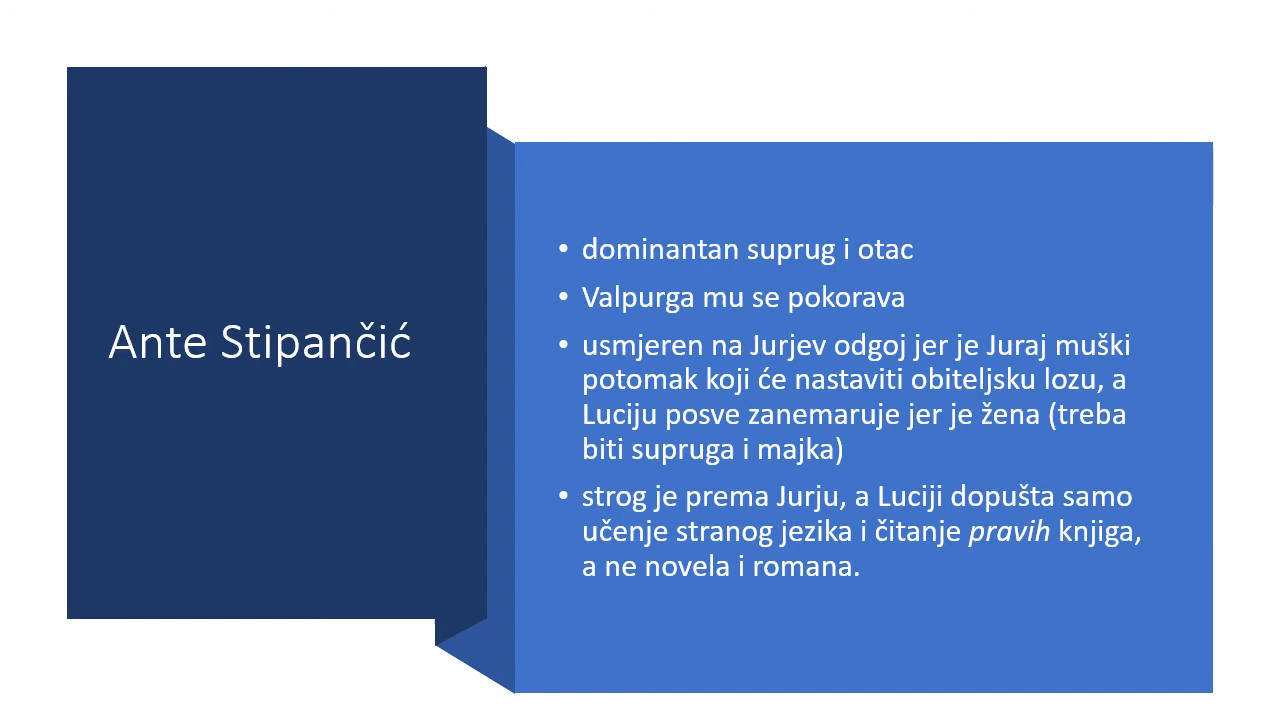 Ante Stipančić
• dominantan suprug i otac
• Valpurga mu se pokorava
• usmjeren na Jurjev odgoj jer je Juraj muški
potomak koji će nastaviti obiteljsku lozu, a
Luciju posve zanemaruje jer je žena (treba
biti supruga i majka)
• strog je prema Jurju, a Luciji dopušta samo
učenje stranog jezika i čitanje pravih knjiga,
a ne novela i romana.